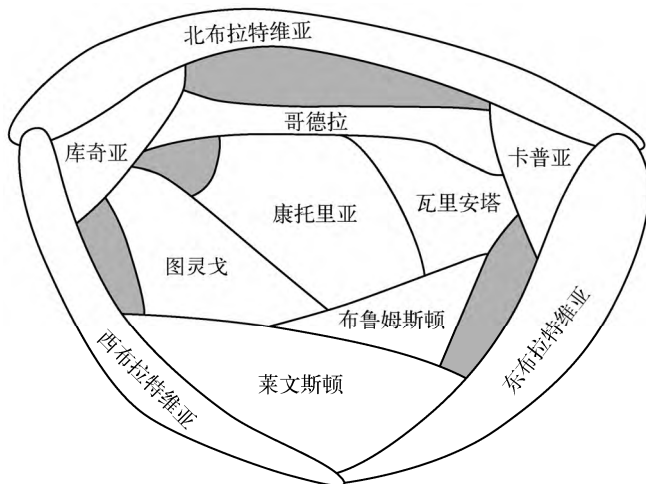 北布拉特维亚
哥德拉
库奇亚
卡普亚
康托里亚
瓦里安塔
图灵戈
布鲁姆斯顿
西布拉特维亚
莱文斯顿
东布拉特维亚